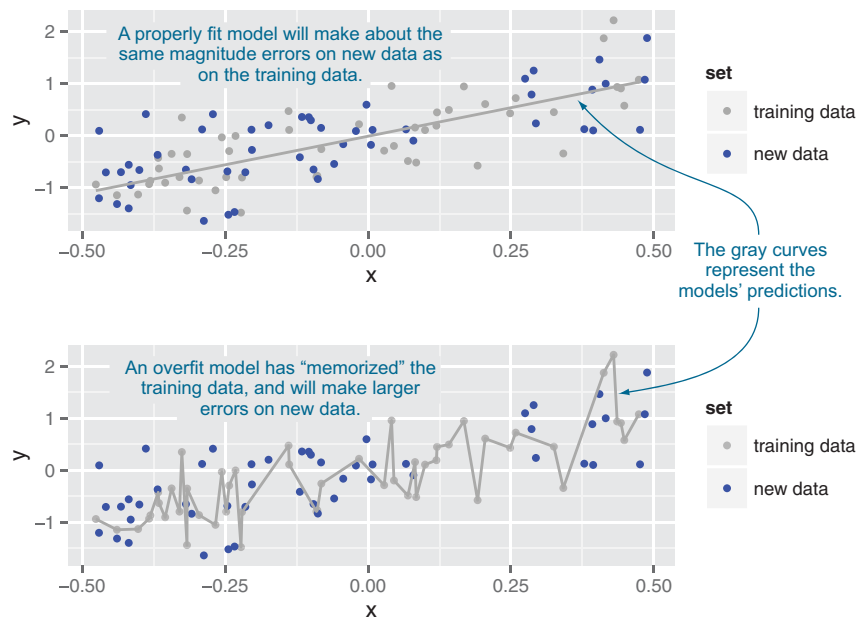 A properly fit model will make about the
same magnitude errors on new data as
on the training data.
2
1
0
−1
y
−0.50
−0.25
0.00
0.25
0.50
x
set
training data
new data
The gray curves
represent the
models’ predictions.
An overfit model has “memorized” the
training data, and will make larger
errors on new data.
2
1
0
−1
y
−0.50
−0.25
0.00
0.25
0.50
x
set
training data
new data